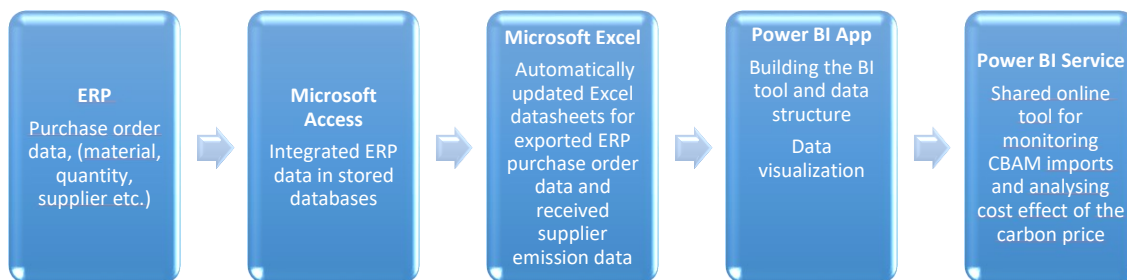 ERP
Purchase order
data, (material,
quantity,
supplier etc.)
Microsoft
Access
Integrated ERP
data in stored
databases
Microsoft Excel
Automatically
updated Excel
datasheets for
exported ERP
purchase order
data and
received
supplier
emission data
Power BI App
Building the BI
tool and data
structure
Data
visualization
Power BI Service
Shared online
tool for
monitoring
CBAM imports
and analysing
cost effect of the
carbon price